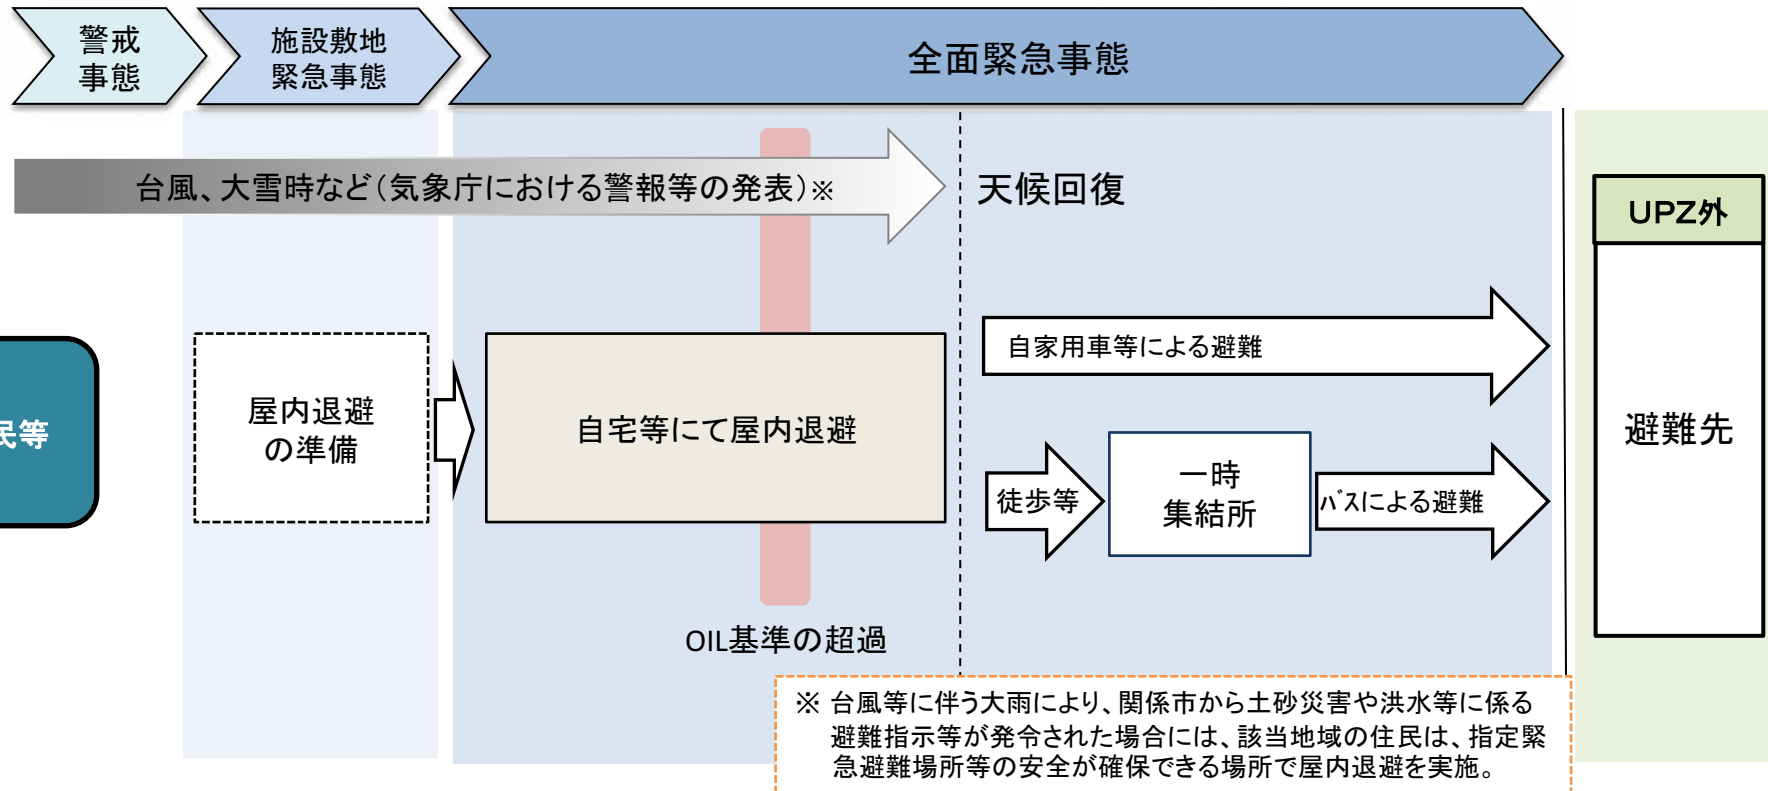 警戒
事態
施設敷地
緊急事態
全面緊急事態
台風、大雪時など（気象庁における警報等の発表）※
天候回復
UPZ外
避難先
民等
屋内退避
の準備
自宅等にて屋内退避
自家用車等による避難
徒歩等
一時
集結所
バスによる避難
OIL基準の超過
※ 台風等に伴う大雨により、関係市から土砂災害や洪水等に係る
避難指示等が発令された場合には、該当地域の住民は、指定緊
急避難場所等の安全が確保できる場所で屋内退避を実施。